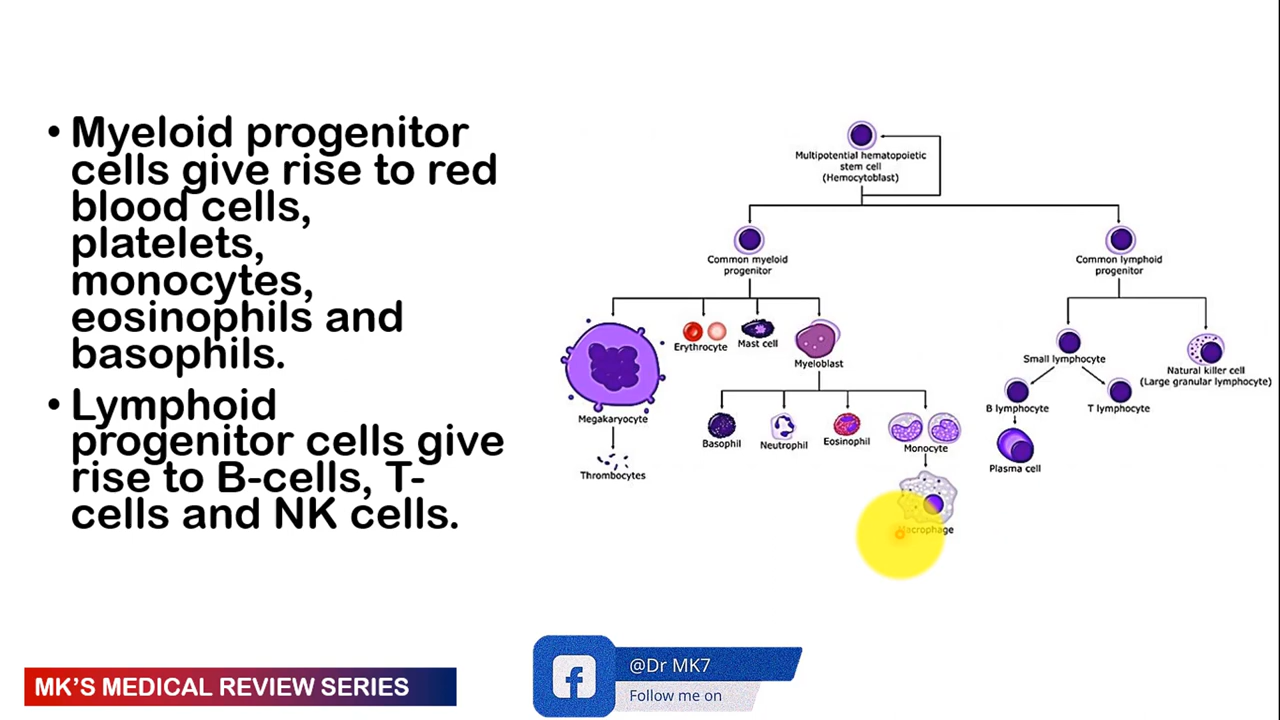 • Myeloid progenitor
cells give rise to red
blood cells,
platelets,
monocytes,
eosinophils and
basophils.
• Lymphoid
progenitor cells give
rise to B-cells, T-
cells and NK cells.
Multipotential hematopoietic
stem cell
(Hemocytoblast)
Common myeloid
progenitor
Common lymphoid
progenitor
Megakaryocyte
Thrombocytes
Erythrocyte
Mast cell
Myeloblast
Basophil
Neutrophil
Eosinophil
Monocyte
Macrophage
Small lymphocyte
Natural killer cell
(Large granular lymphocyte)
B lymphocyte
T lymphocyte
Plasma cell
MK'S MEDICAL REVIEW SERIES
@Dr MK7
Follow me on